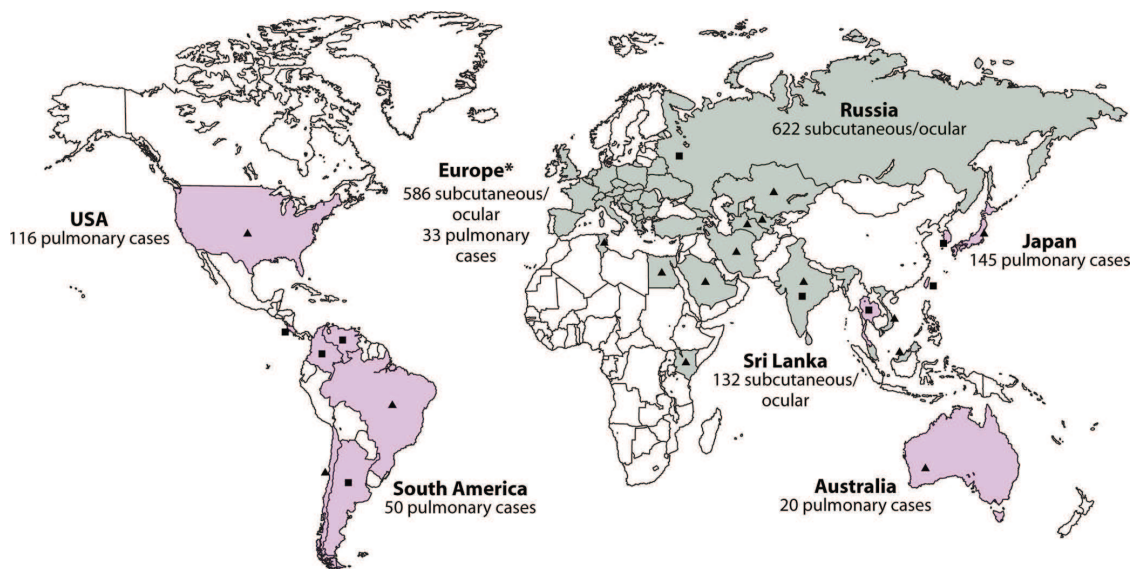 Russia
622 subcutaneous/ocular
Europe*
586 subcutaneous/
ocular
33 pulmonary
cases
USA
116 pulmonary cases
Japan
145 pulmonary cases
Sri Lanka
132 subcutaneous/
ocular
South America
50 pulmonary cases
Australia
20 pulmonary cases